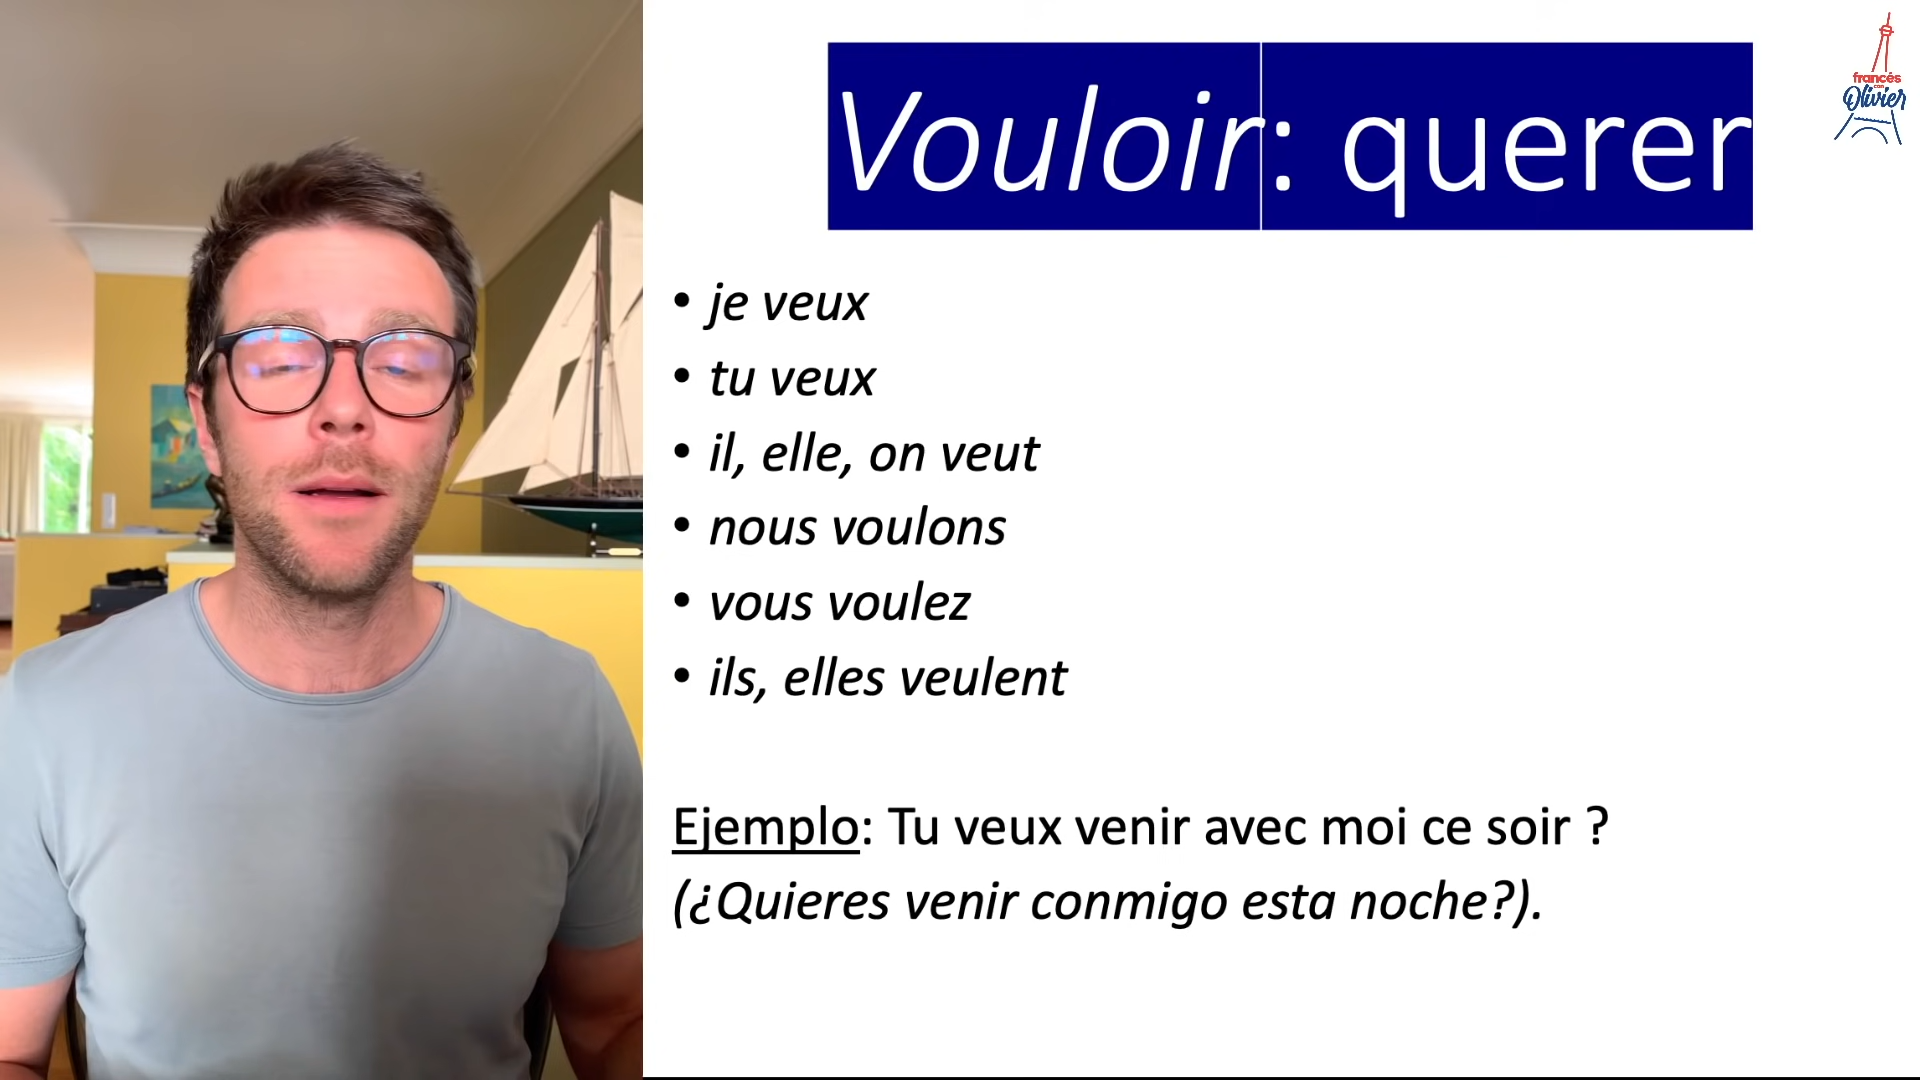 Vouloir: querer
francés
con
Olivier
• je veux
• tu veux
• il, elle, on veut
• nous voulons
• vous voulez
• ils, elles veulent
Ejemplo: Tu veux venir avec moi ce soir ?
(¿Quieres venir conmigo esta noche?).